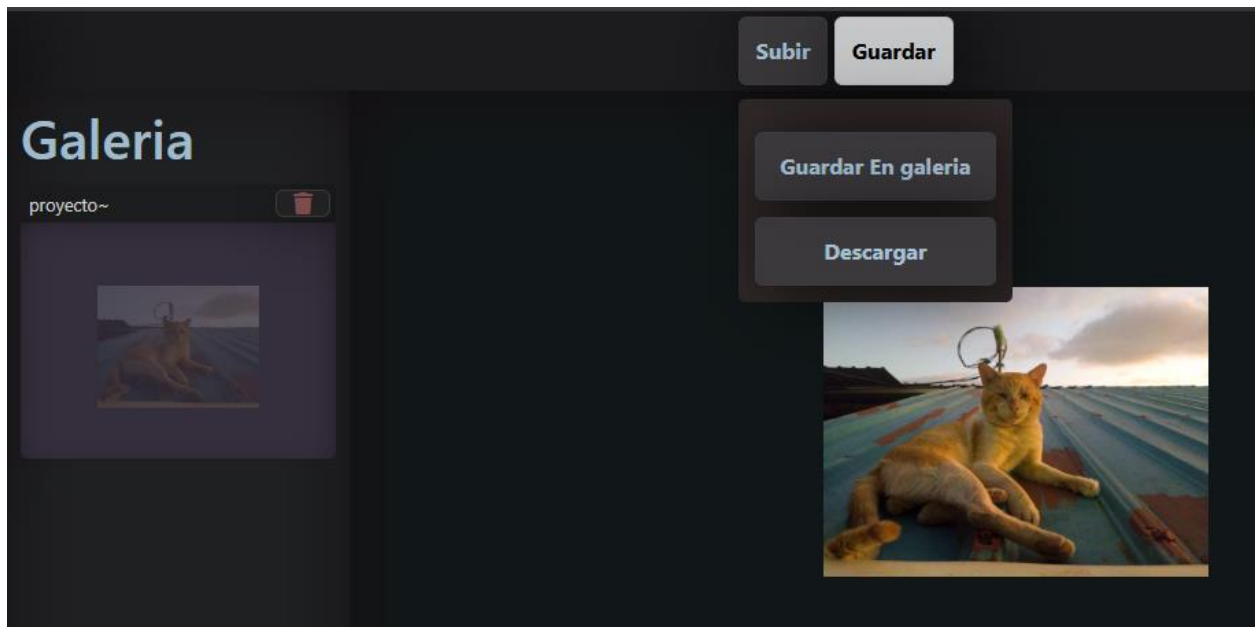 Subir Guardar
Galeria
Guardar En galeria
proyecto~
Descargar